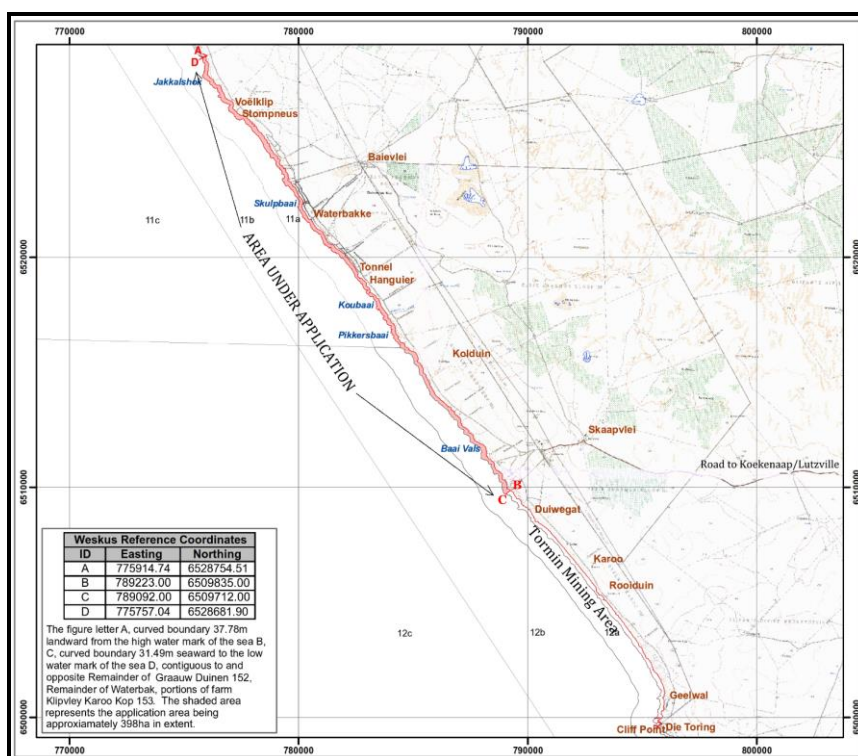 770000
780000
790000
800000
A
D
Jakkalshok
Voëlklip
Stompneus
Baievlei
Skulpbaai
11c
11b
11a
Waterbakke
AREA UNDER APPLICATION
6520000
6520000
Tonnel
Hanguier
Koubaai
Pikkersbaai
Kolduin
Skaapvlei
Baai Vals
Road to Koekenaap/Lutzville
6510000
6510000
B
C
Duiwegat
Tormin Mining Area
Karoo
Rooiduin
12c
12b
12a
Weskus Reference Coordinates
ID Easting Northing
A 775914.74 6528754.51
B 789223.00 6509835.00
C 789092.00 6509712.00
D 775757.04 6528681.90
The figure letter A, curved boundary 37.78m
landward from the high water mark of the sea B,
C, curved boundary 31.49m seaward to the low
water mark of the sea D, contiguous to and
opposite Remainder of Graauw Duinen 152,
Remainder of Waterbak, portions of farm
Klipvley Karoo Kop 153. The shaded area
represents the application area being
approxiamately 398ha in extent.
Geelwal
Cliff Point
Die Toring
6500000
6500000
770000
780000
790000
800000